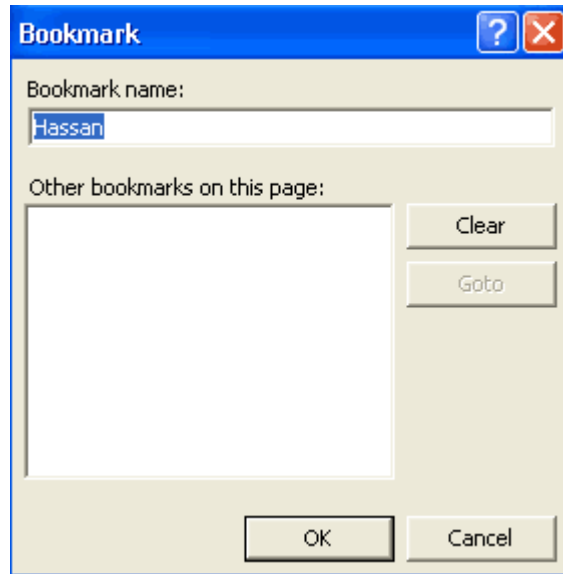 Bookmark
Bookmark name:
Hassan
Other bookmarks on this page:
Clear
Goto
OK
Cancel